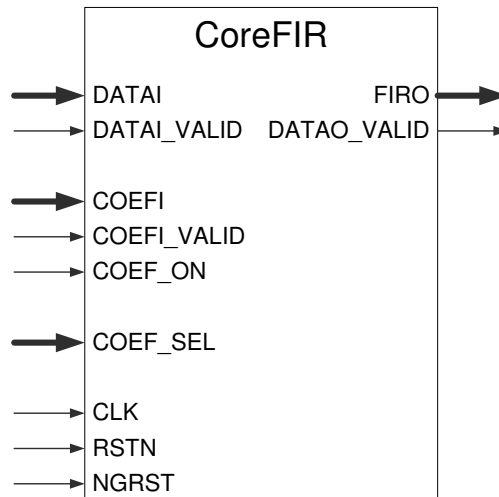 CoreFIR
DATAI FIRO
DATAI_VALID DATAO_VALID
COEFI
COEFI_VALID
COEF_ON
COEF_SEL
CLK
RSTN
NGRST